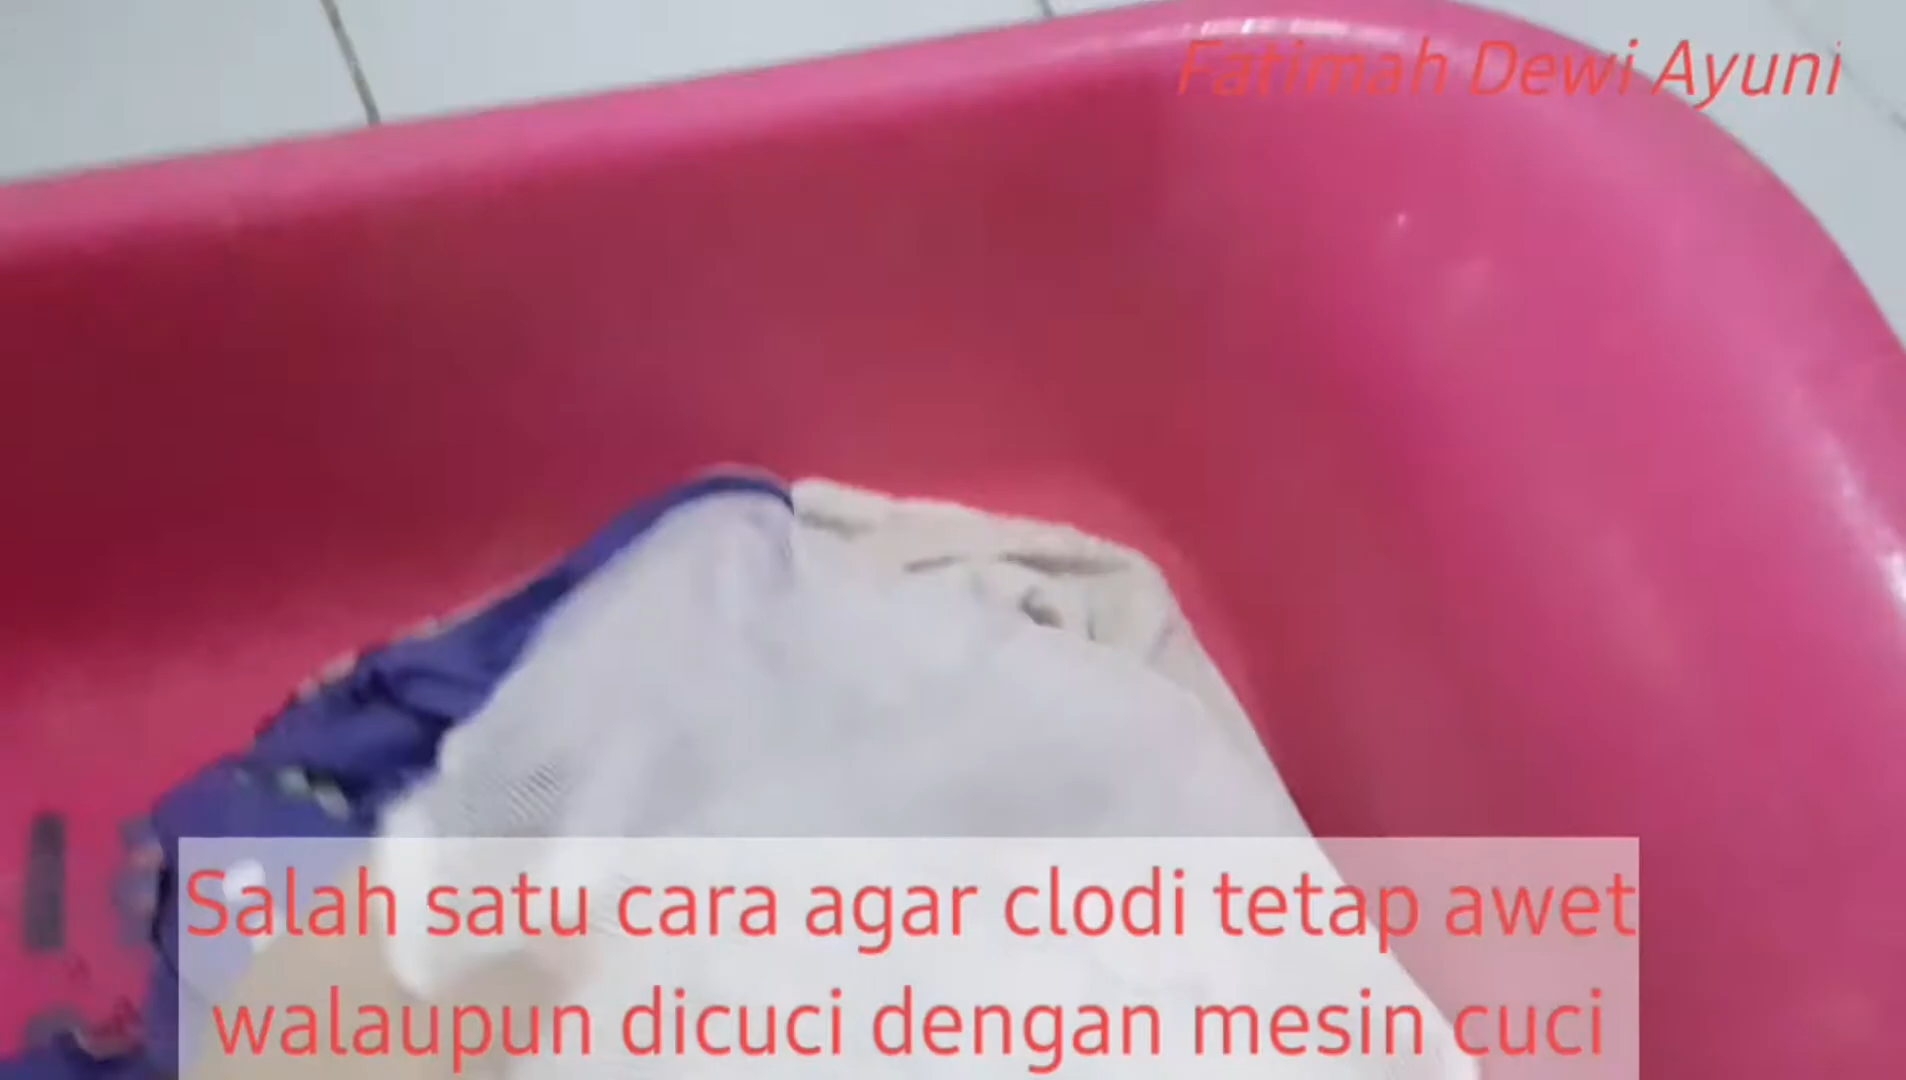 Fatimah Dewi Ayuni
Salah satu cara agar clodi tetap awet
walaupun dicuci dengan mesin cuci